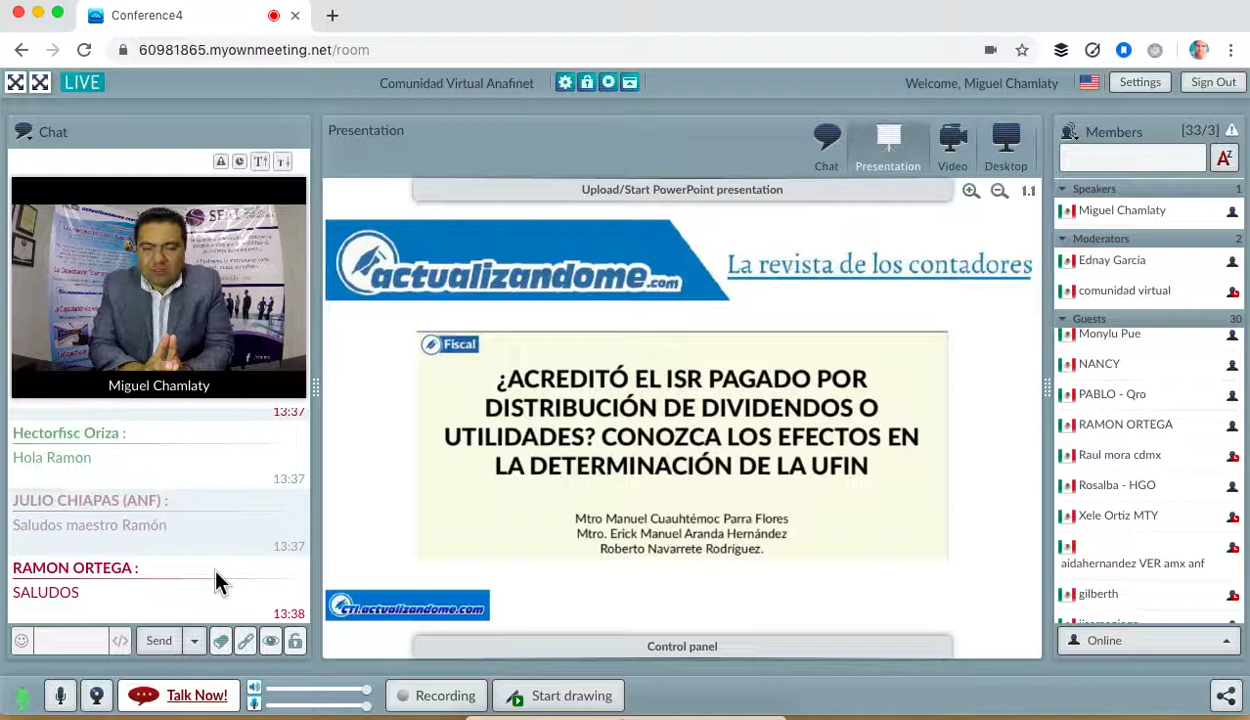 Conference4
60981865.myownmeeting.net/room
LIVE
Comunidad Virtual Anafinet
Welcome, Miguel Chamlaty
Settings
Sign Out
Chat
Miguel Chamlaty
13:37
Hectorfisc Oriza :
Hola Ramon
13:37
JULIO CHIAPAS (ANF) :
Saludos maestro Ramón
13:37
RAMON ORTEGA :
SALUDOS
13:38
Send
Presentation
Chat
Presentation
Video
Desktop
Upload/Start PowerPoint presentation
1.1
actualizandome.com
La revista de los contadores
Fiscal
¿ACREDITÓ EL ISR PAGADO POR
DISTRIBUCIÓN DE DIVIDENDOS O
UTILIDADES? CONOZCA LOS EFECTOS EN
LA DETERMINACIÓN DE LA UFIN
Mtro Manuel Cuauhtémoc Parra Flores
Mtro. Erick Manuel Aranda Hernández
Roberto Navarrete Rodríguez.
CTI.actualizandome.com
Control panel
Members
[33/3]
Speakers 1
Miguel Chamlaty
Moderators 2
Ednay García
comunidad virtual
Guests 30
Monylu Pue
NANCY
PABLO - Qro
RAMON ORTEGA
Raul mora cdmx
Rosalba - HGO
Xele Ortiz MTY
aidahernandez VER amx anf
gilberth
Online
Talk Now!
Recording
Start drawing